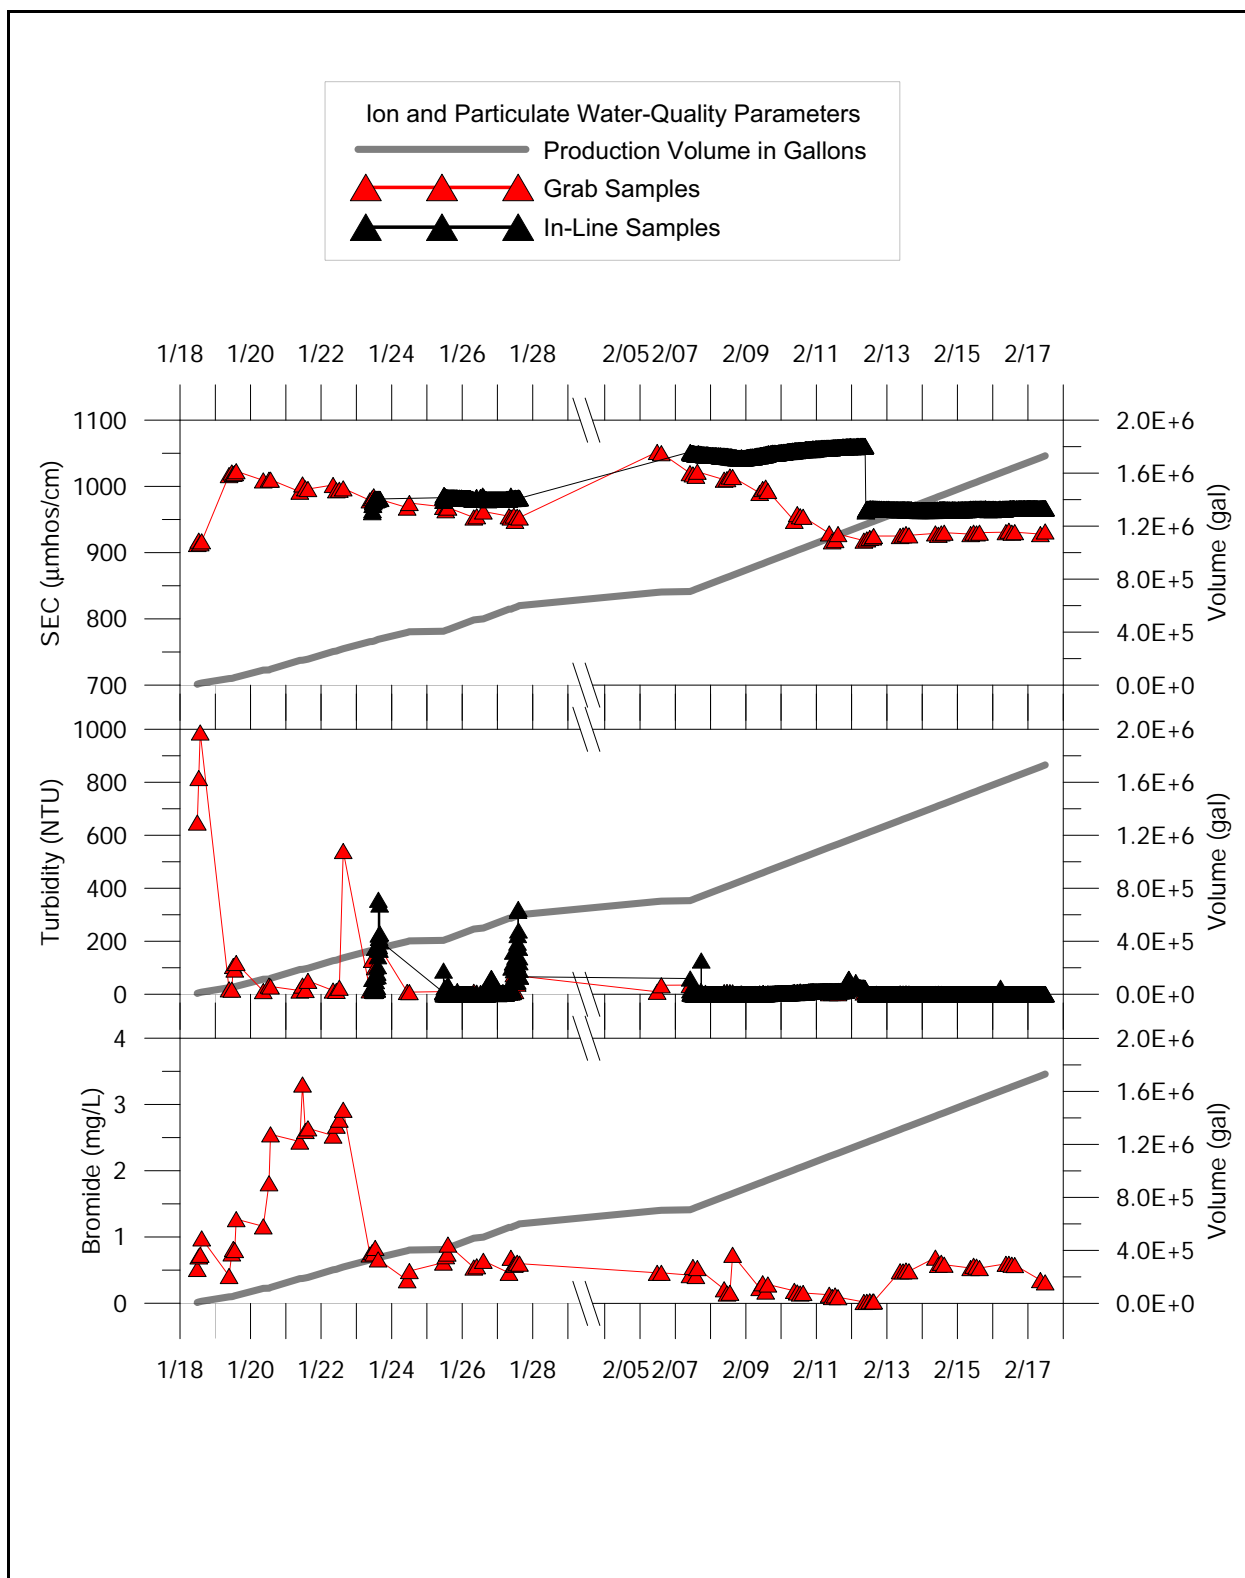 Ion and Particulate Water-Quality Parameters
Production Volume in Gallons
Grab Samples
In-Line Samples
1/18 1/20 1/22 1/24 1/26 1/28 2/05 2/07 2/09 2/11 2/13 2/15 2/17
1100
1000
900
800
700
SEC (µmhos/cm)
2.0E+6
1.6E+6
1.2E+6
8.0E+5
4.0E+5
0.0E+0
Volume (gal)
1000
800
600
400
200
0
Turbidity (NTU)
2.0E+6
1.6E+6
1.2E+6
8.0E+5
4.0E+5
0.0E+0
Volume (gal)
4
3
2
1
0
Bromide (mg/L)
2.0E+6
1.6E+6
1.2E+6
8.0E+5
4.0E+5
0.0E+0
Volume (gal)
1/18 1/20 1/22 1/24 1/26 1/28 2/05 2/07 2/09 2/11 2/13 2/15 2/17